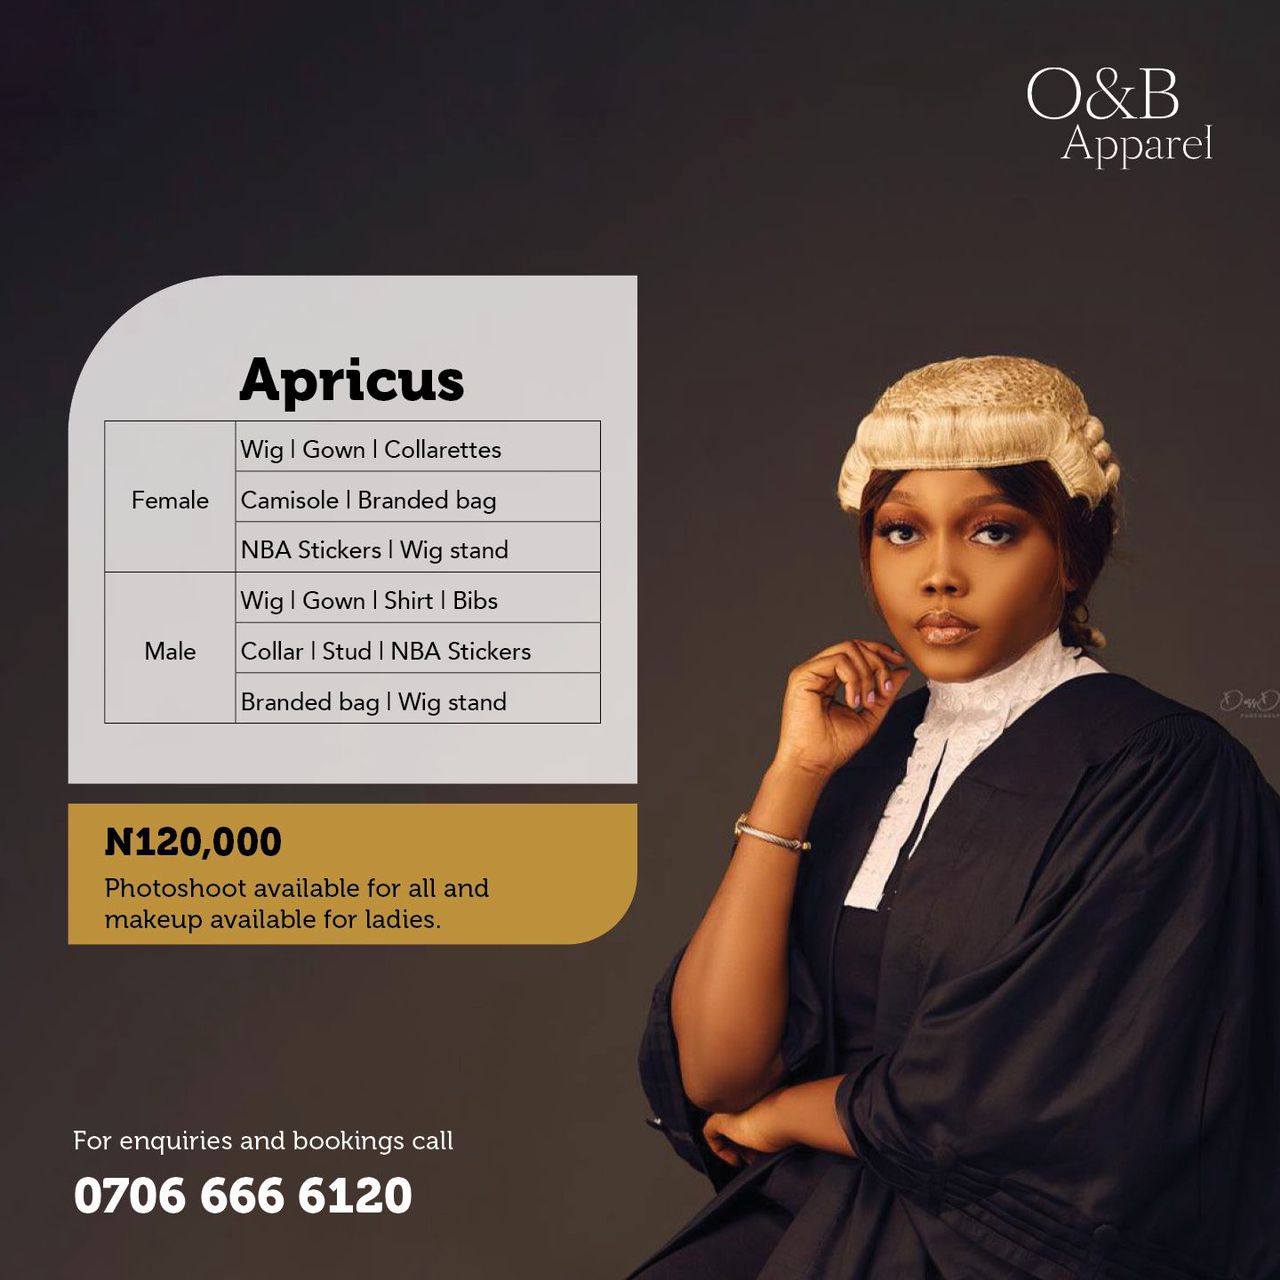 O&B
Apparel
Apricus
Female
Wig | Gown | Collarettes
Camisole | Branded bag
NBA Stickers | Wig stand
Male
Wig | Gown | Shirt | Bibs
Collar | Stud | NBA Stickers
Branded bag | Wig stand
N120,000
Photoshoot available for all and
makeup available for ladies.
For enquiries and bookings call
0706 666 6120